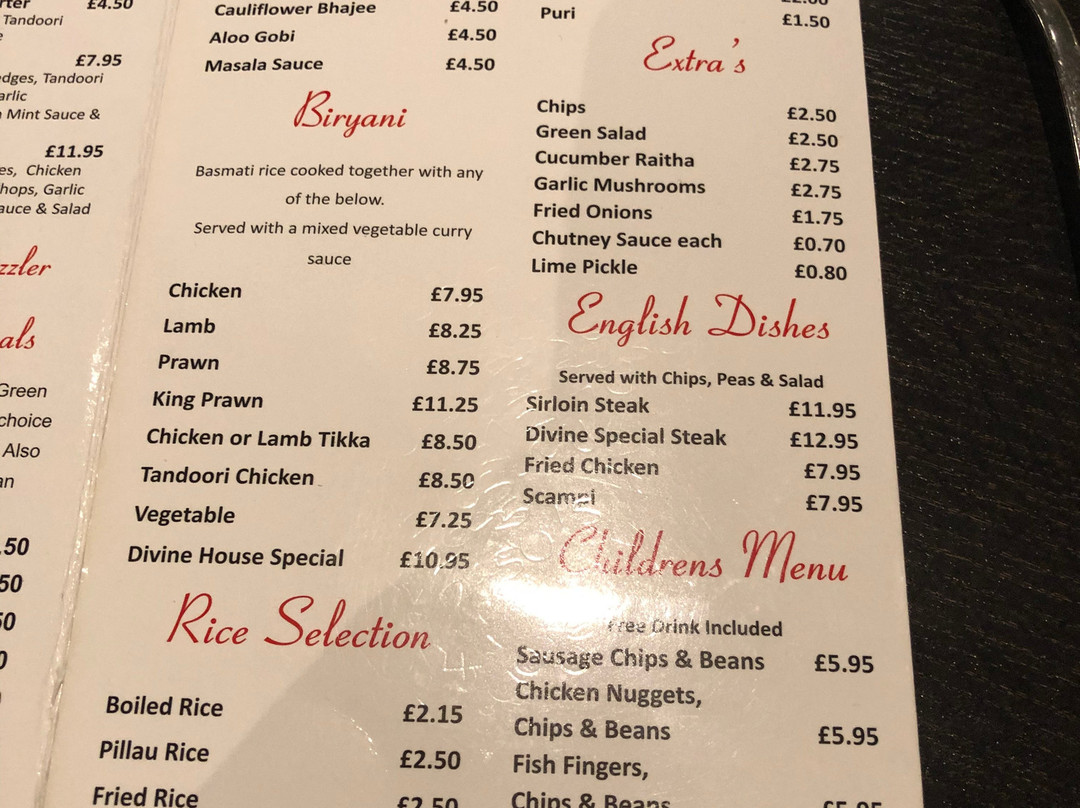 £4.50
Tandoori
£7.95
Tandoori
Mint Sauce &
£11.95
Chicken
Garlic
& Salad
Green
choice
Also
.50
Cauliflower Bhajee £4.50
Aloo Gobi £4.50
Masala Sauce £4.50
Biryani
Basmati rice cooked together with any
of the below.
Served with a mixed vegetable curry
sauce
Chicken £7.95
Lamb £8.25
Prawn £8.75
King Prawn £11.25
Chicken or Lamb Tikka £8.50
Tandoori Chicken £8.50
Vegetable £7.25
Divine House Special £10.95
Rice Selection
Boiled Rice £2.15
Pillau Rice £2.50
Fried Rice £2.50
Puri £1.50
Extra's
Chips £2.50
Green Salad £2.50
Cucumber Raitha £2.75
Garlic Mushrooms £2.75
Fried Onions £1.75
Chutney Sauce each £0.70
Lime Pickle £0.80
English Dishes
Served with Chips, Peas & Salad
Sirloin Steak £11.95
Divine Special Steak £12.95
Fried Chicken £7.95
Scampi £7.95
Childrens Menu
Free Drink Included
Sausage Chips & Beans £5.95
Chicken Nuggets,
Chips & Beans £5.95
Fish Fingers,
Chips & Beans £5.95